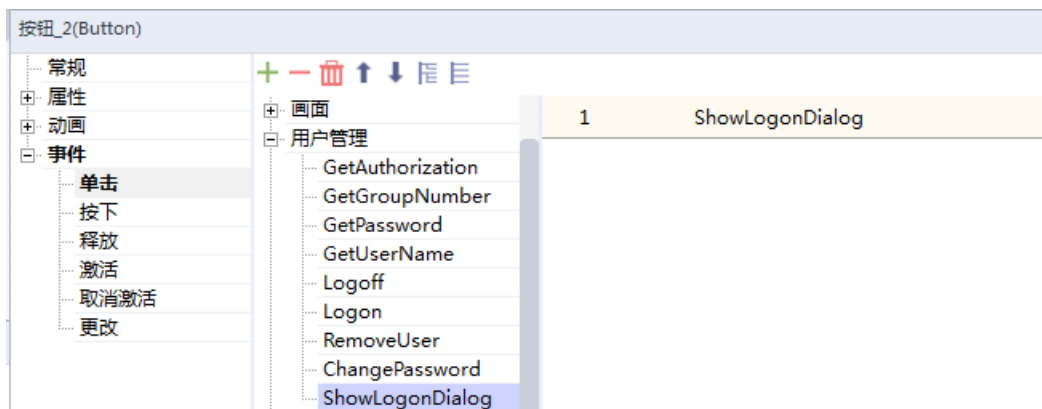 按钮_2(Button)
常规
属性
动画
事件
单击
按下
释放
激活
取消激活
更改
画面
用户管理
GetAuthorization
GetGroupNumber
GetPassword
GetUserName
Logoff
Logon
RemoveUser
ChangePassword
ShowLogonDialog
1 ShowLogonDialog